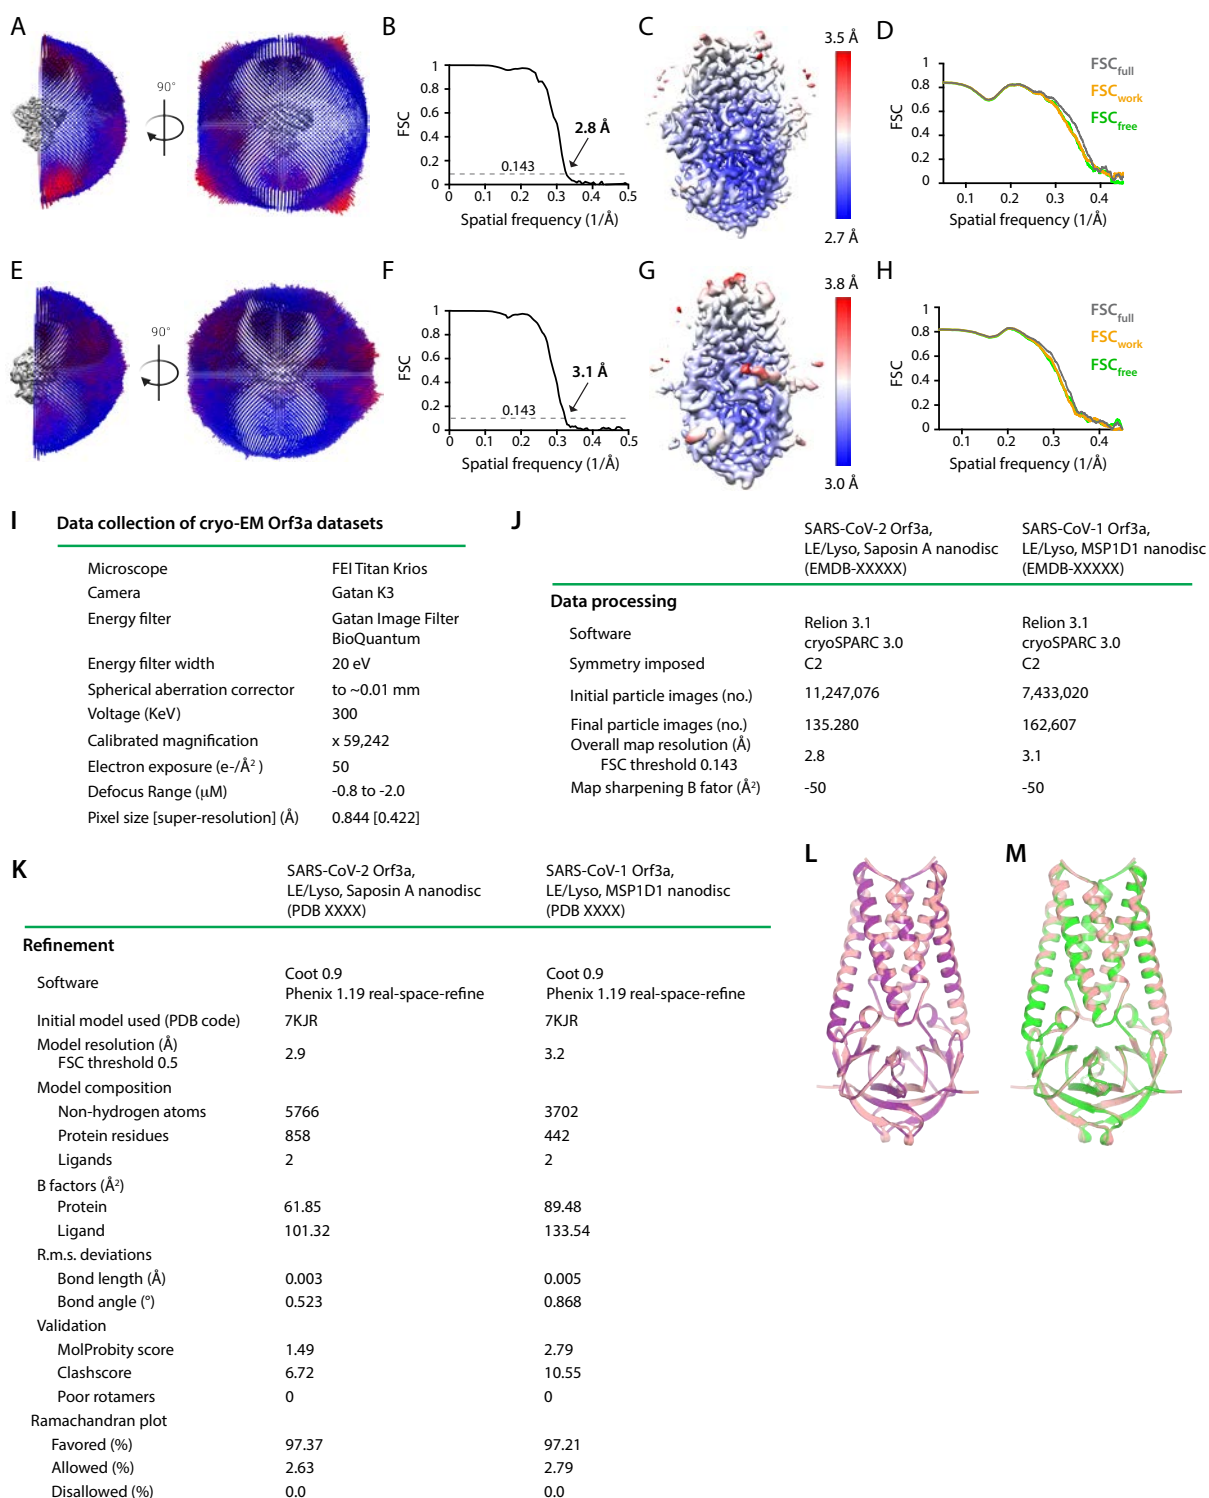 A
90°
B
FSC
1
0.8
0.6
0.4
0.2
0
0.143
2.8 Å
0 0.1 0.2 0.3 0.4 0.5
Spatial frequency (1/Å)
C
3.5 Å
2.7 Å
D
FSC
1
0.8
0.6
0.4
0.2
0
0.1 0.2 0.3 0.4
Spatial frequency (1/Å)
FSCfull
FSCwork
FSCfree
E
90°
F
FSC
1
0.8
0.6
0.4
0.2
0
0.143
3.1 Å
0 0.1 0.2 0.3 0.4 0.5
Spatial frequency (1/Å)
G
3.8 Å
3.0 Å
H
FSC
1
0.8
0.6
0.4
0.2
0
0.1 0.2 0.3 0.4
Spatial frequency (1/Å)
FSCfull
FSCwork
FSCfree
I Data collection of cryo-EM Orf3a datasets
Microscope FEI Titan Krios
Camera Gatan K3
Energy filter Gatan Image Filter
BioQuantum
Energy filter width 20 eV
Spherical aberration corrector to ~0.01 mm
Voltage (KeV) 300
Calibrated magnification x 59,242
Electron exposure (e-/Å²) 50
Defocus Range (μM) -0.8 to -2.0
Pixel size [super-resolution] (Å) 0.844 [0.422]
J
SARS-CoV-2 Orf3a, SARS-CoV-1 Orf3a,
LE/Lyso, Saposin A nanodisc LE/Lyso, MSP1D1 nanodisc
(EMDB-XXXXX) (EMDB-XXXXX)
Data processing
Software Relion 3.1 Relion 3.1
cryoSPARC 3.0 cryoSPARC 3.0
Symmetry imposed C2 C2
Initial particle images (no.) 11,247,076 7,433,020
Final particle images (no.) 135.280 162,607
Overall map resolution (Å)
FSC threshold 0.143 2.8 3.1
Map sharpening B fator (Å²) -50 -50
K
SARS-CoV-2 Orf3a, SARS-CoV-1 Orf3a,
LE/Lyso, Saposin A nanodisc LE/Lyso, MSP1D1 nanodisc
(PDB XXXX) (PDB XXXX)
Refinement
Software Coot 0.9 Coot 0.9
Phenix 1.19 real-space-refine Phenix 1.19 real-space-refine
Initial model used (PDB code) 7KJR 7KJR
Model resolution (Å)
FSC threshold 0.5 2.9 3.2
Model composition
Non-hydrogen atoms 5766 3702
Protein residues 858 442
Ligands 2 2
B factors (Å²)
Protein 61.85 89.48
Ligand 101.32 133.54
R.m.s. deviations
Bond length (Å) 0.003 0.005
Bond angle (°) 0.523 0.868
Validation
MolProbity score 1.49 2.79
Clashscore 6.72 10.55
Poor rotamers 0 0
Ramachandran plot
Favored (%) 97.37 97.21
Allowed (%) 2.63 2.79
Disallowed (%) 0.0 0.0
L
M